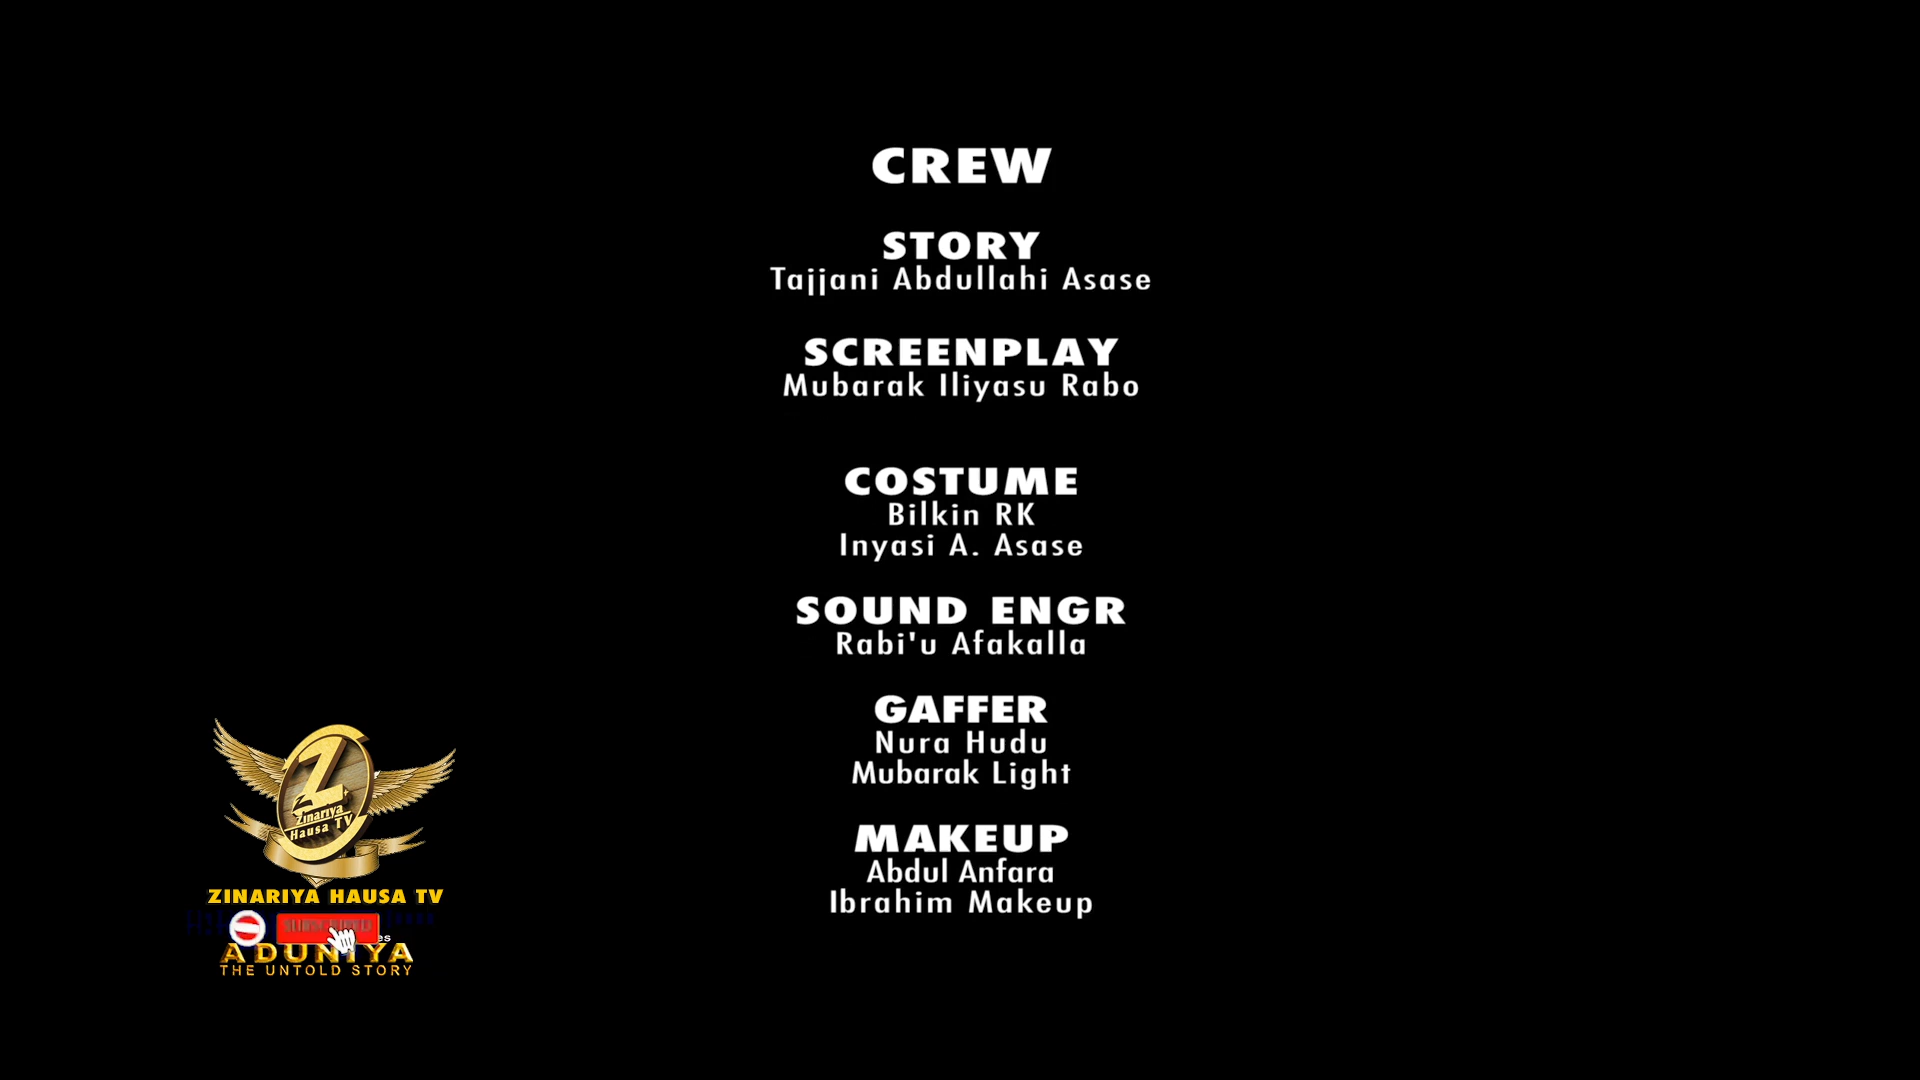 CREW
STORY
Tajjani Abdullahi Asase
SCREENPLAY
Mubarak Iliyasu Rabo
COSTUME
Bilkin RK
Inyasi A. Asase
SOUND ENGR
Rabi'u Afakalla
GAFFER
Nura Hudu
Mubarak Light
MAKEUP
Abdul Anfara
Ibrahim Makeup
Z
Zinariya
Hausa TV
ZINARIYA HAUSA TV
ADUNIYA
THE UNTOLD STORY